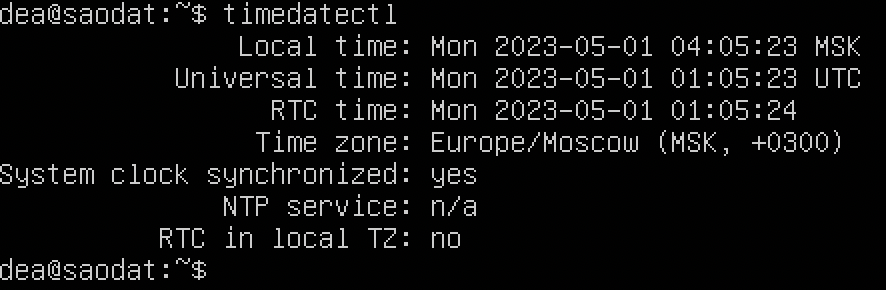 dea@saodat:~$ timedatectl
Local time: Mon 2023-05-01 04:05:23 MSK
Universal time: Mon 2023-05-01 01:05:23 UTC
RTC time: Mon 2023-05-01 01:05:24
Time zone: Europe/Moscow (MSK, +0300)
System clock synchronized: yes
NTP service: n/a
RTC in local TZ: no
dea@saodat:~$